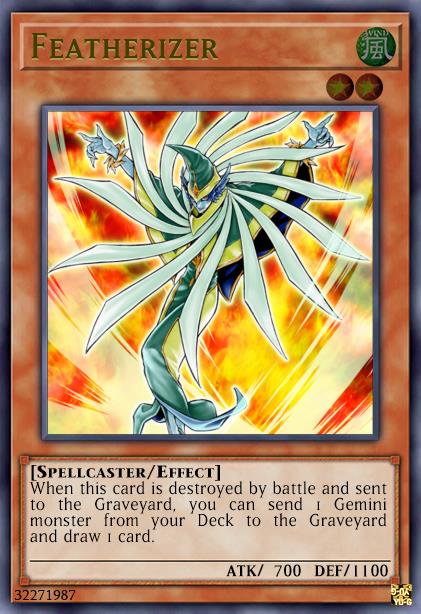 Featherizer
WIND
風
[Spellcaster/Effect]
When this card is destroyed by battle and sent
to the Graveyard, you can send 1 Gemini
monster from your Deck to the Graveyard
and draw 1 card.
ATK/ 700 DEF/1100
32271987